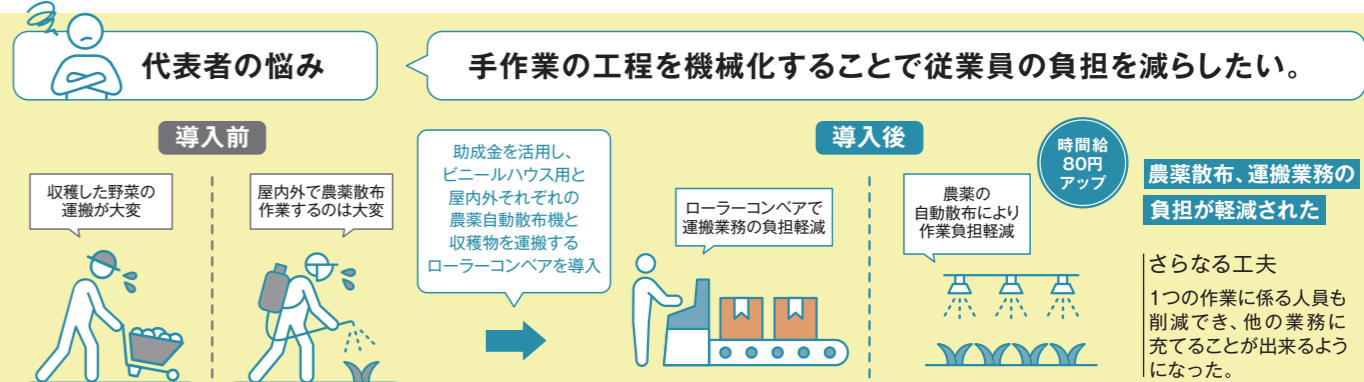 代表者の悩み
手作業の工程を機械化することで従業員の負担を減らしたい。
導入前
収穫した野菜の
運搬が大変
屋内外で農薬散布
作業するのは大変
助成金を活用し、
ビニールハウス用と
屋内外それぞれの
農薬自動散布機と
収穫物を運搬する
ローラーコンベアを導入
導入後
ローラーコンベアで
運搬業務の負担軽減
農薬の
自動散布により
作業負担軽減
時間給
80円
アップ
農薬散布、運搬業務の
負担が軽減された
さらなる工夫
1つの作業に係る人員も
削減でき、他の業務に
充てることが出来るよう
になった。